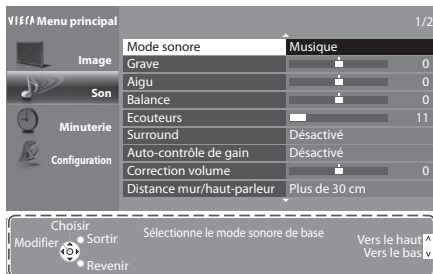 VIErA Menu principal 1/2
Image
Son
Minuterie
Configuration
Mode sonore Musique
Grave 0
Aigu 0
Balance 0
Ecouteurs 11
Surround Désactivé
Auto-contrôle de gain Désactivé
Correction volume 0
Distance mur/haut-parleur Plus de 30 cm
Choisir
Modifier Sortir
Revenir
Sélectionne le mode sonore de base
Vers le haut
Vers le bas